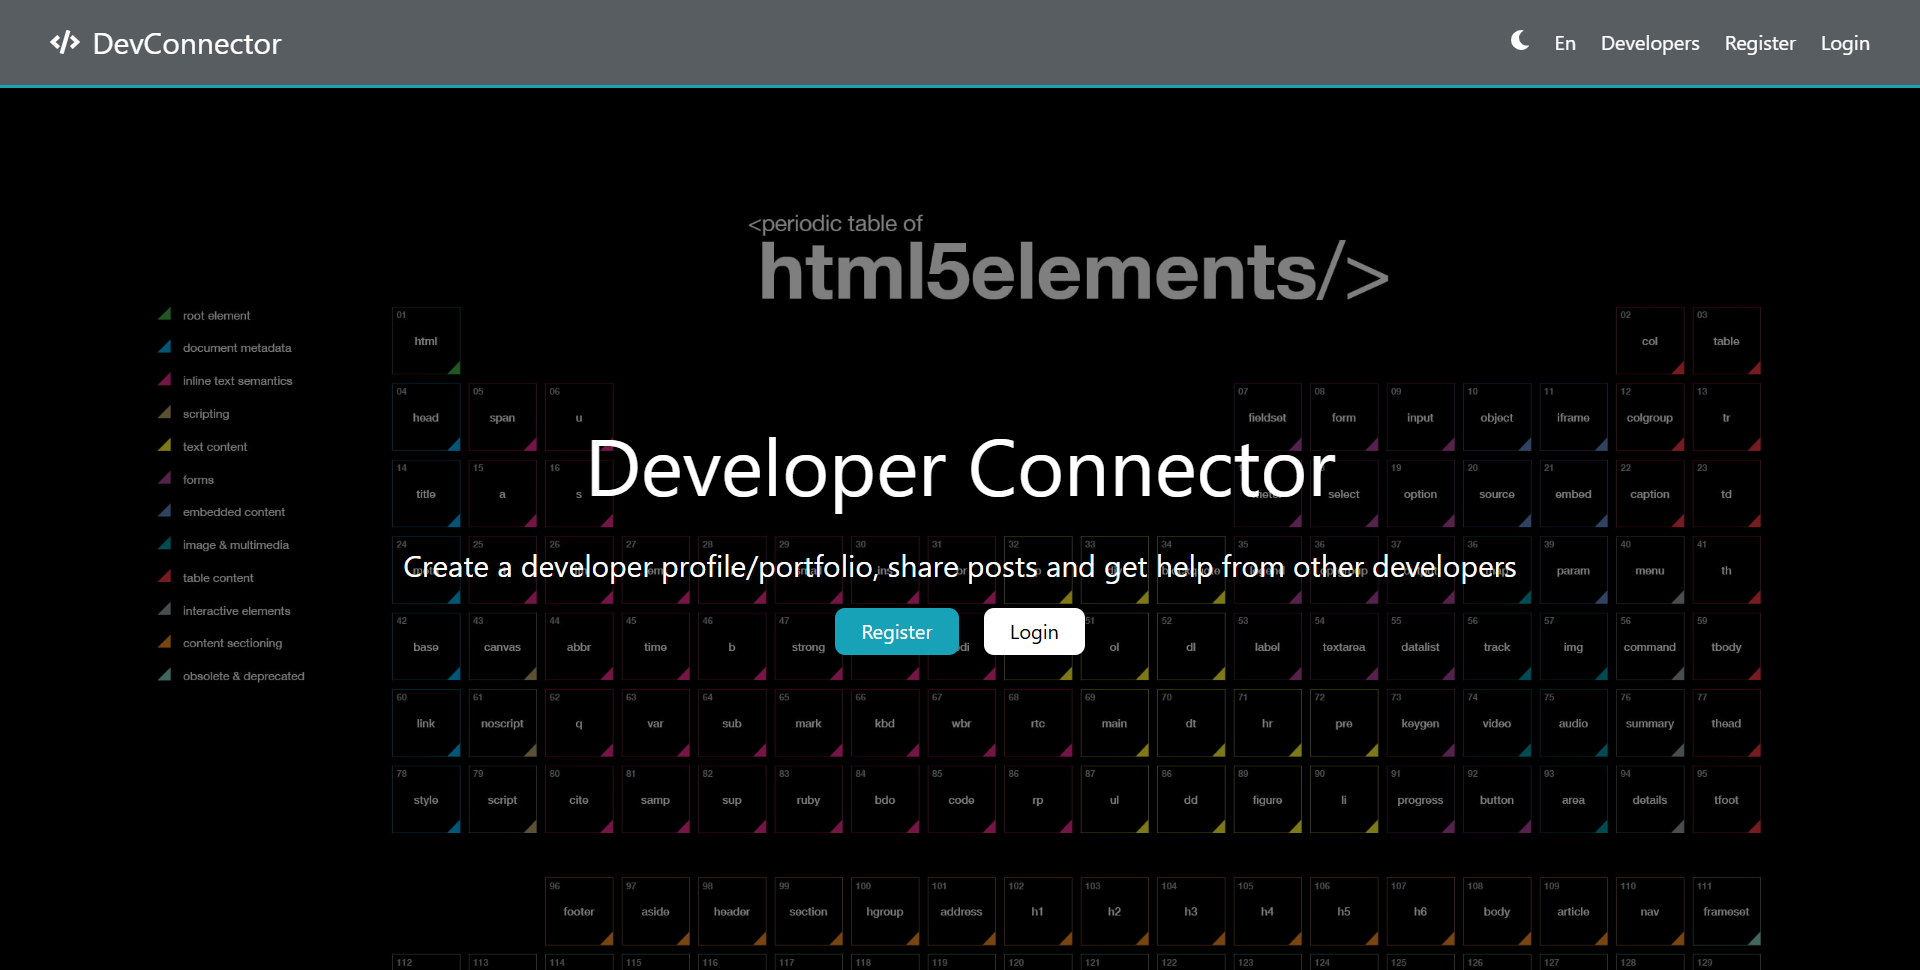 DevConnector
En Developers Register Login
<periodic table of
html5elements/>
root element
document metadata
inline text semantics
scripting
text content
forms
embedded content
image & multimedia
table content
interactive elements
content sectioning
obsolete & deprecated
Developer Connector
Create a developer profile/portfolio, share posts and get help from other developers
Register Login
01 02 03
html col table
04 05 06 07 08 09 10 11 12 13
head span u fieldset form input object iframe colgroup tr
14 15 16 19 20 21 22 23
title a s select option source embed caption td
24 25 26 27 28 29 30 31 32 33 34 35 36 37 36 39 40 41
param menu th
42 43 44 45 46 47 51 52 53 54 55 56 57 58 59
base canvas abbr time b strong ol dl label textarea datalist track img command tbody
60 61 62 63 64 65 66 67 68 69 70 71 72 73 74 75 76 77
link noscript q var sub mark kbd wbr rtc main dt hr pre keygen video audio summary thead
78 79 80 81 82 83 84 85 86 87 86 89 90 91 92 93 94 95
style script cite samp sup ruby bdo code rp ul dd figure li progress button area details tfoot
96 97 98 99 100 101 102 103 104 105 106 107 108 109 110 111
footer aside header section hgroup address h1 h2 h3 h4 h5 h6 body article nav frameset
112 113 114 115 116 117 118 119 120 121 122 123 124 125 126 127 128 129